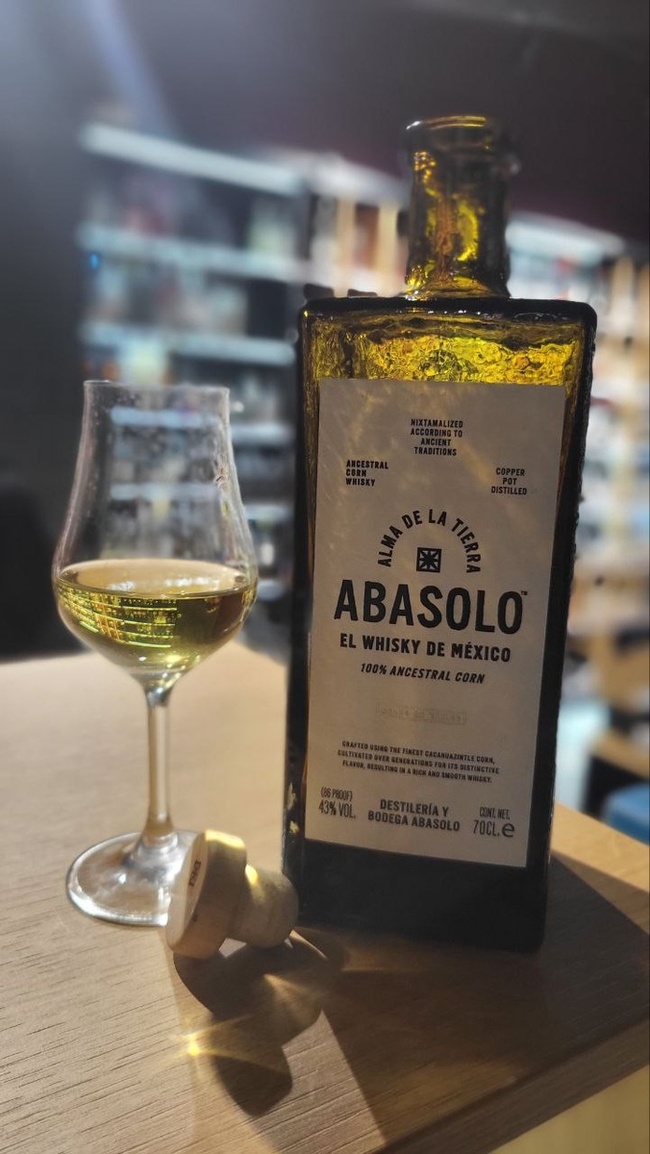 NIXTAMALIZED
ACCORDING TO
ANCIENT
TRADITIONS
ANCESTRAL
CORN
WHISKY
COPPER
POT
DISTILLED
ALMA DE LA TIERRA
ABASOLO™
EL WHISKY DE MÉXICO
100% ANCESTRAL CORN
CRAFTED USING THE FINEST CACAHUAZINTLE CORN,
CULTIVATED OVER GENERATIONS FOR ITS DISTINCTIVE
FLAVOR, RESULTING IN A RICH AND SMOOTH WHISKY.
(86 PROOF)
43% VOL.
DESTILERÍA Y
BODEGA ABASOLO
CONT. NET.
70CL.e